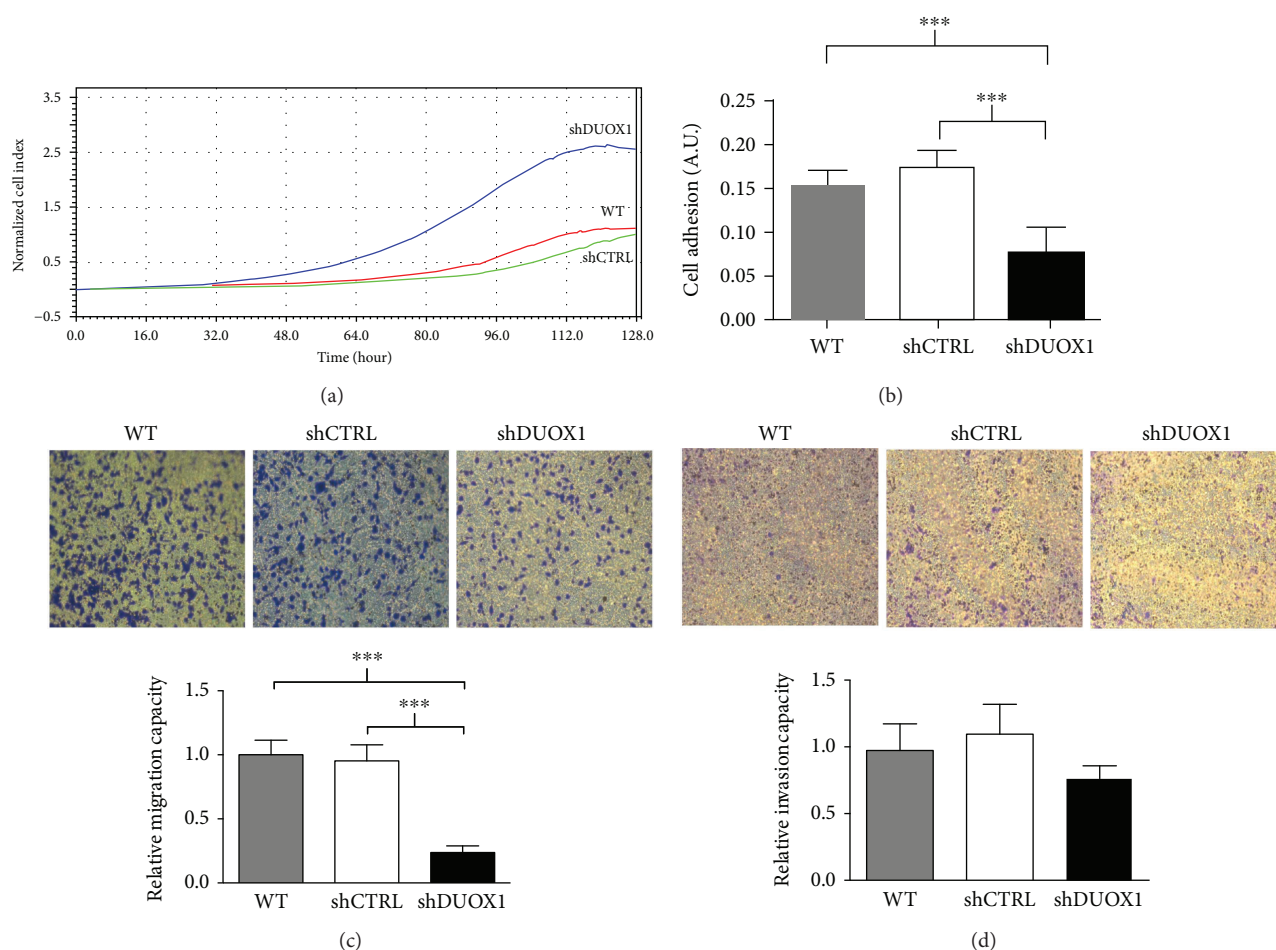 3.5
2.5
1.5
0.5
−0.5
Normalized cell index
shDUOX1
WT
shCTRL
0.0 16.0 32.0 48.0 64.0 80.0 96.0 112.0 128.0
Time (hour)
(a)
***
***
0.25
0.20
0.15
0.10
0.05
0.00
Cell adhesion (A.U.)
WT shCTRL shDUOX1
(b)
WT shCTRL shDUOX1
***
***
1.5
1.0
0.5
0.0
Relative migration capacity
WT shCTRL shDUOX1
(c)
WT shCTRL shDUOX1
1.5
1.0
0.5
0.0
Relative invasion capacity
WT shCTRL shDUOX1
(d)